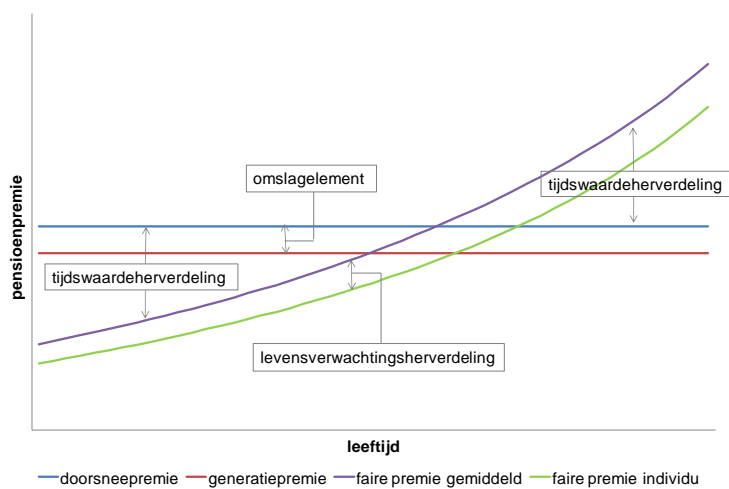 omslagelement
tijdswaardeherverdeling
tijdswaardeherverdeling
levensverwachtingsherverdeling
pensioenpremie
leeftijd
doorsneepremie generatiepremie faire premie gemiddeld faire premie individu